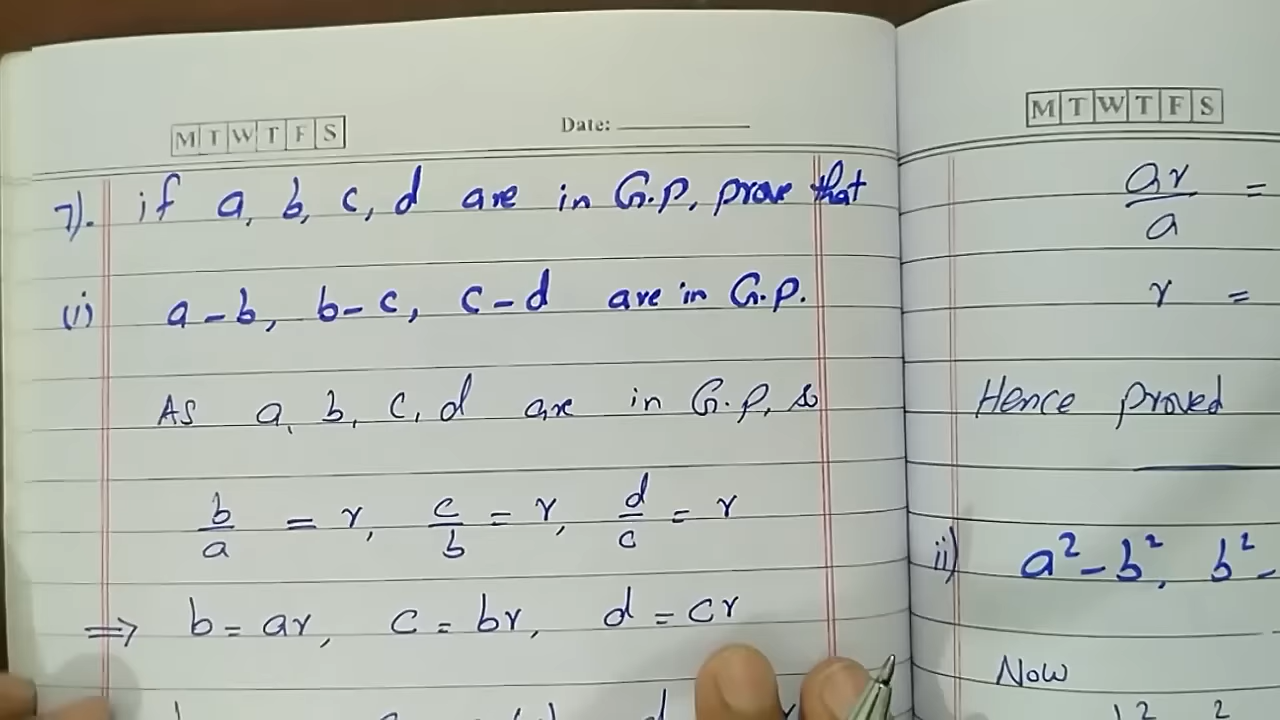 M T W T F S
Date:
7). if a, b, c, d are in G.P, prove that
(i) a-b, b-c, c-d are in G.P.
As a, b, c, d are in G.P, so
b/a = r, c/b = r, d/c = r
⇒ b = ar, c = br, d = cr
M T W T F S
ar/a =
r =
Hence proved
ii) a²-b², b²-
Now